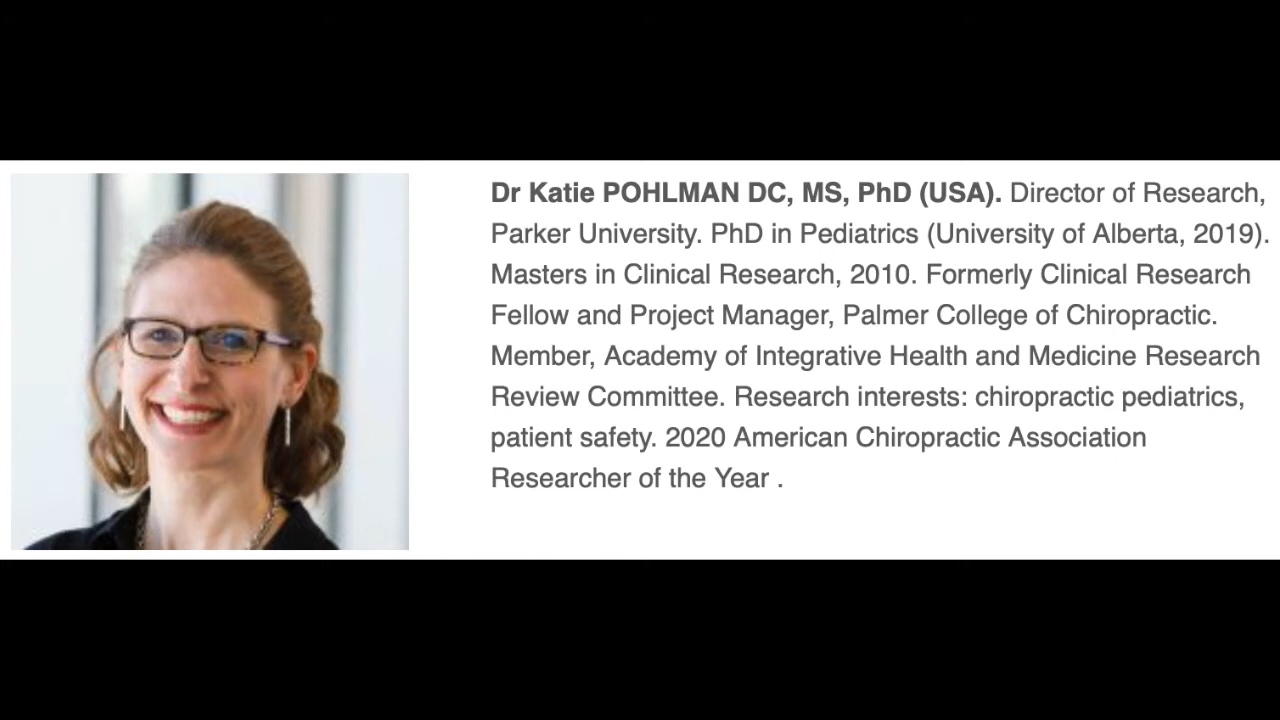 Dr Katie POHLMAN DC, MS, PhD (USA). Director of Research,
Parker University. PhD in Pediatrics (University of Alberta, 2019).
Masters in Clinical Research, 2010. Formerly Clinical Research
Fellow and Project Manager, Palmer College of Chiropractic.
Member, Academy of Integrative Health and Medicine Research
Review Committee. Research interests: chiropractic pediatrics,
patient safety. 2020 American Chiropractic Association
Researcher of the Year .